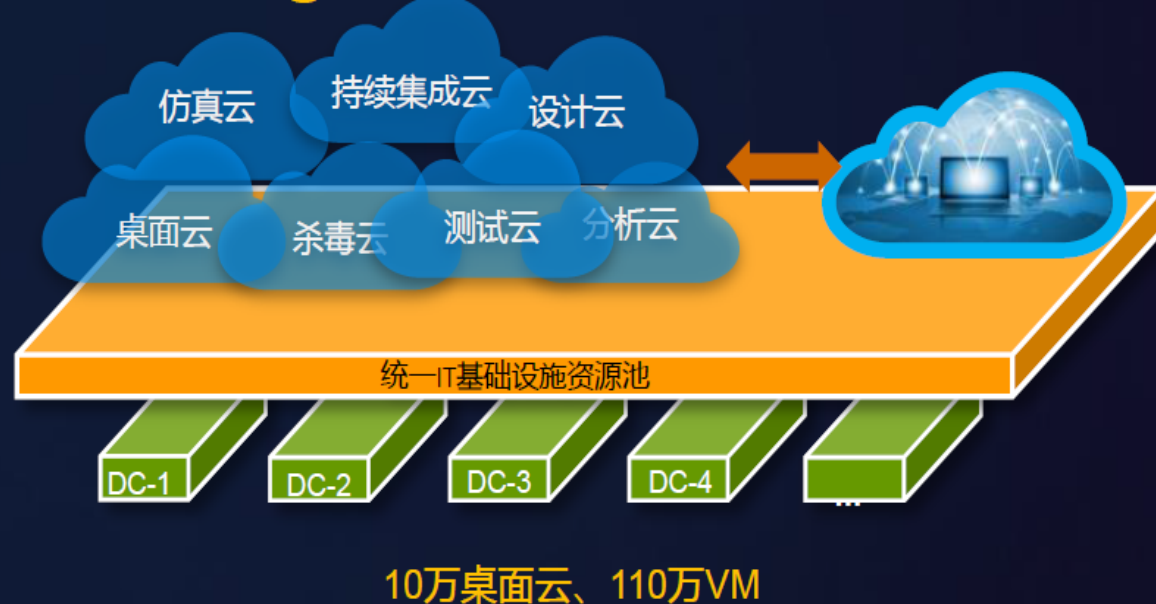 仿真云
持续集成云
设计云
桌面云
杀毒云
测试云
分析云
统一IT基础设施资源池
DC-1
DC-2
DC-3
DC-4
...
10万桌面云、110万VM